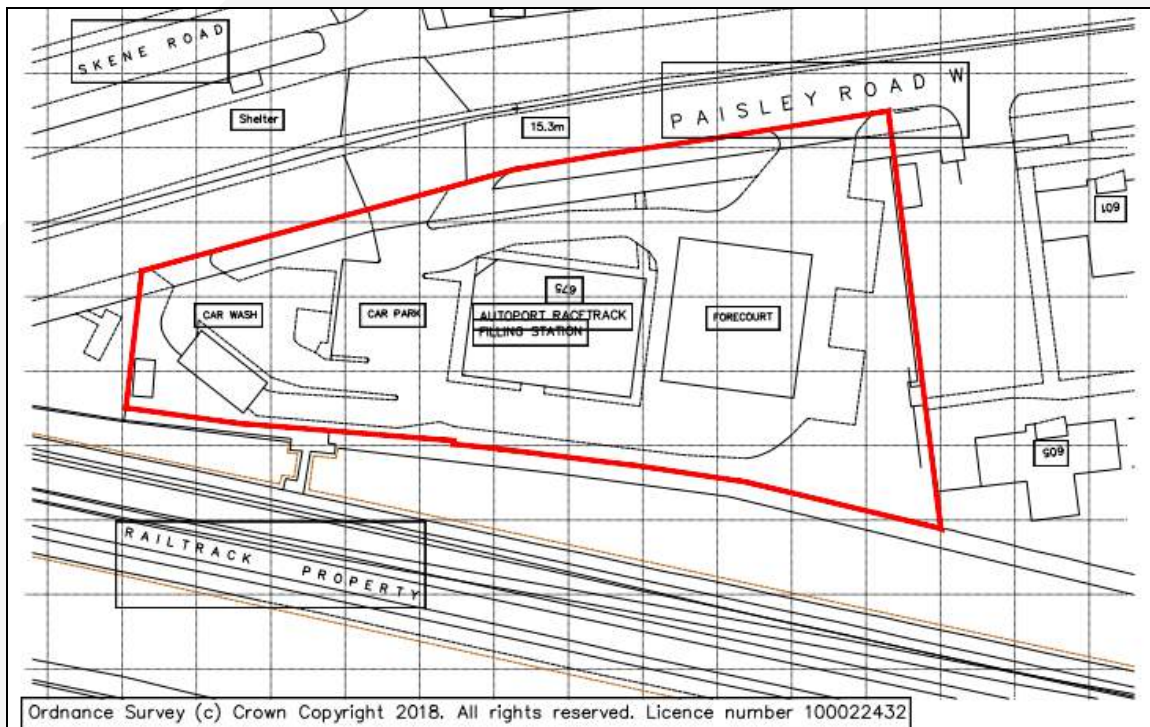 SKENE ROAD
PAISLEY ROAD W
Shelter
15.3m
601
675
CAR WASH
CAR PARK
AUTOPORT RACETRACK
FILLING STATION
FORECOURT
605
RAILTRACK PROPERTY
Ordnance Survey (c) Crown Copyright 2018. All rights reserved. Licence number 100022432